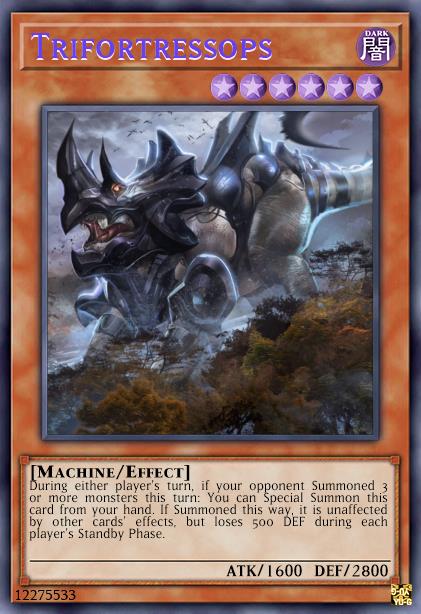 Trifortressops
DARK
闇
[Machine/Effect]
During either player's turn, if your opponent Summoned 3
or more monsters this turn: You can Special Summon this
card from your hand. If Summoned this way, it is unaffected
by other cards' effects, but loses 500 DEF during each
player's Standby Phase.
ATK/1600 DEF/2800
12275533